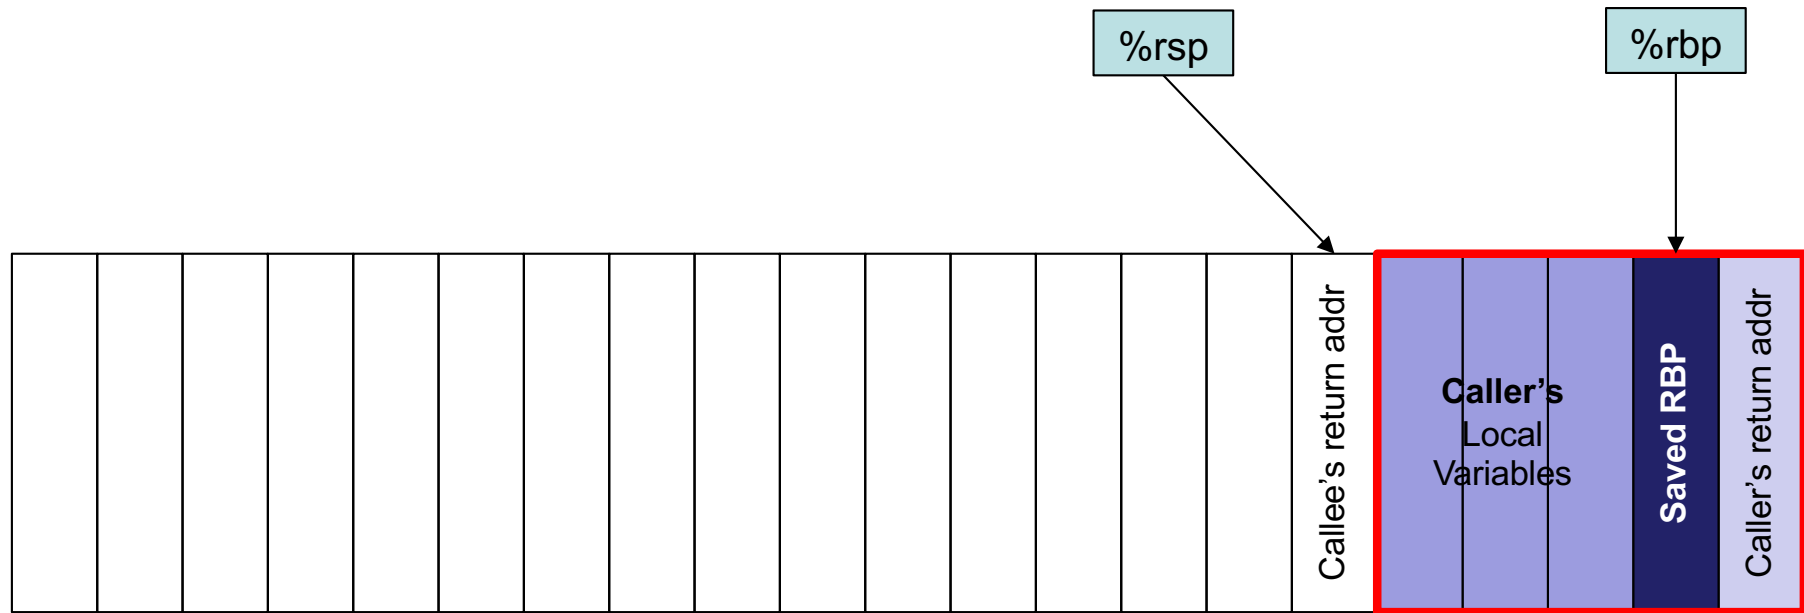 %rsp
%rbp
Callee’s return addr
Caller’s
Local
Variables
Saved RBP
Caller’s return addr